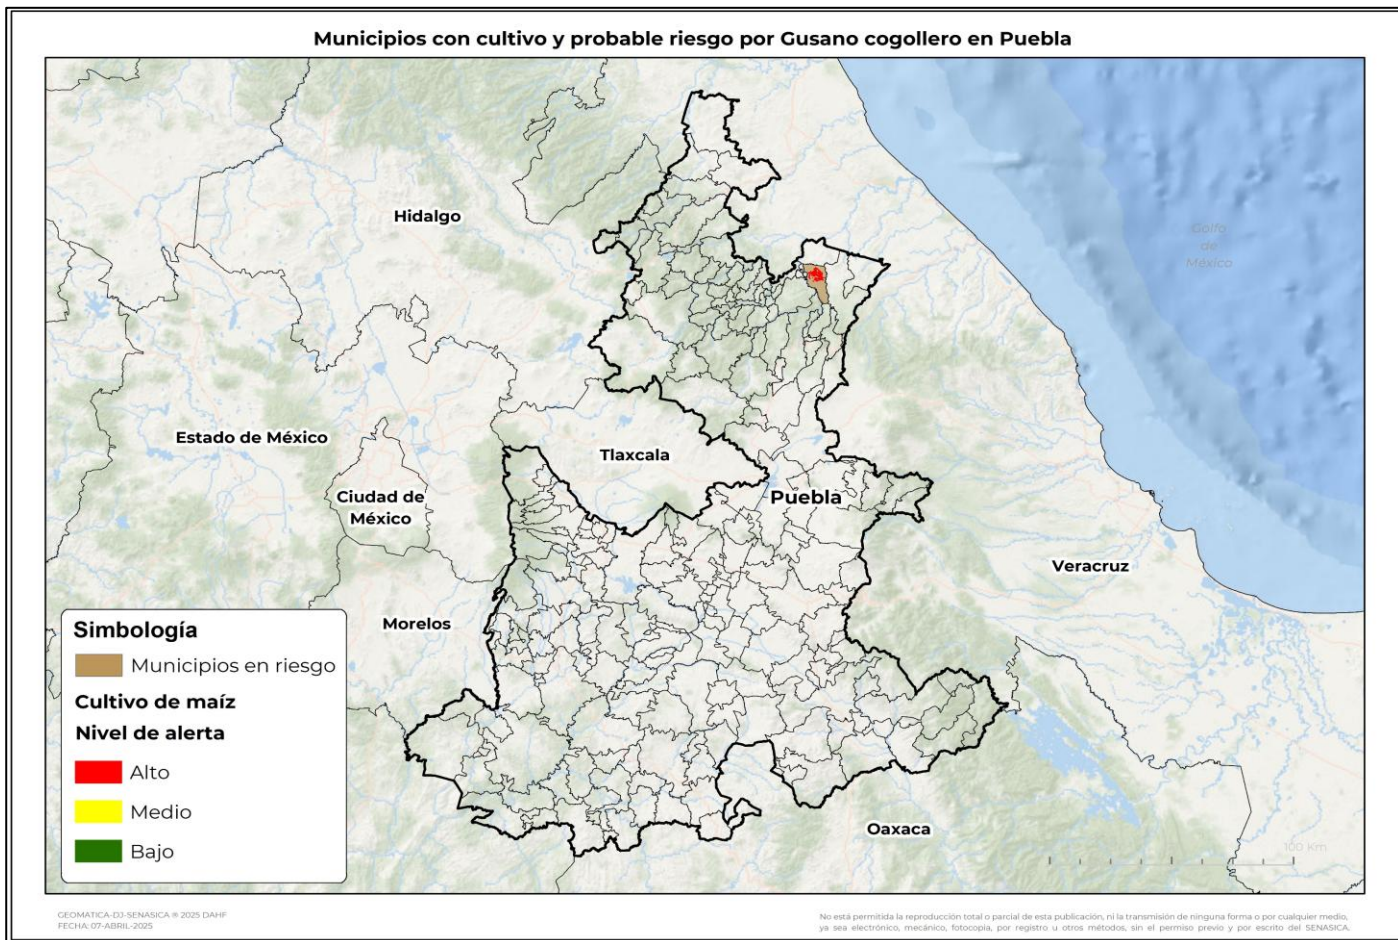 Municipios con cultivo y probable riesgo por Gusano cogollero en Puebla
Hidalgo
Golfo
de
México
Estado de México
Tlaxcala
Ciudad de
México
Puebla
Veracruz
Morelos
Oaxaca
100 Km
Simbología
Municipios en riesgo
Cultivo de maíz
Nivel de alerta
Alto
Medio
Bajo
GEOMATICA-DJ-SENASICA ® 2025 DAHF
FECHA: 07-ABRIL-2025
No está permitida la reproducción total o parcial de esta publicación, ni la transmisión de ninguna forma o por cualquier medio,
ya sea electrónico, mecánico, fotocopia, por registro u otros métodos, sin el permiso previo y por escrito del SENASICA.